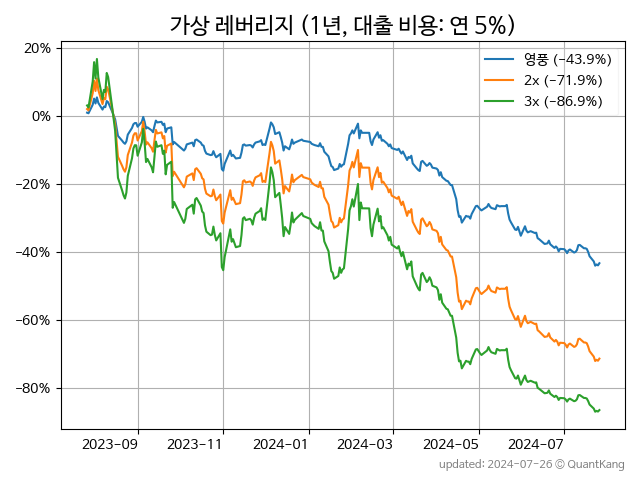 가상 레버리지 (1년, 대출 비용: 연 5%)
영풍 (−43.9%)
2x (−71.9%)
3x (−86.9%)
20%
0%
−20%
−40%
−60%
−80%
2023-09 2023-11 2024-01 2024-03 2024-05 2024-07
updated: 2024-07-26 © QuantKang